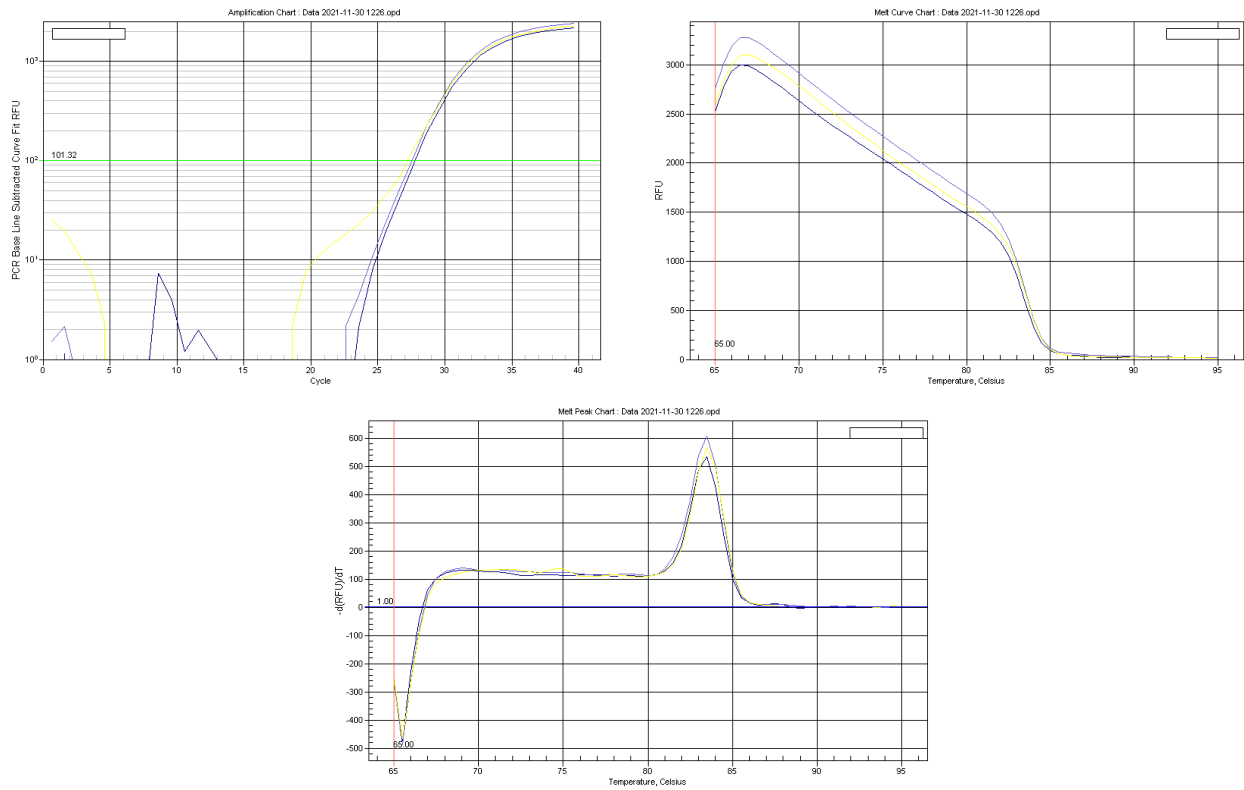 Amplification Chart : Data 2021-11-30 1226.opd
PCR Base Line Subtracted Curve Fit RFU
10³
10²
10¹
10⁰
101.32
0 5 10 15 20 25 30 35 40
Cycle
Melt Curve Chart : Data 2021-11-30 1226.opd
RFU
3000
2500
2000
1500
1000
500
0
65.00
65 70 75 80 85 90 95
Temperature, Celsius
Melt Peak Chart : Data 2021-11-30 1226.opd
-d(RFU)/dT
600
500
400
300
200
100
0
-100
-200
-300
-400
-500
1.00
65.00
65 70 75 80 85 90 95
Temperature, Celsius